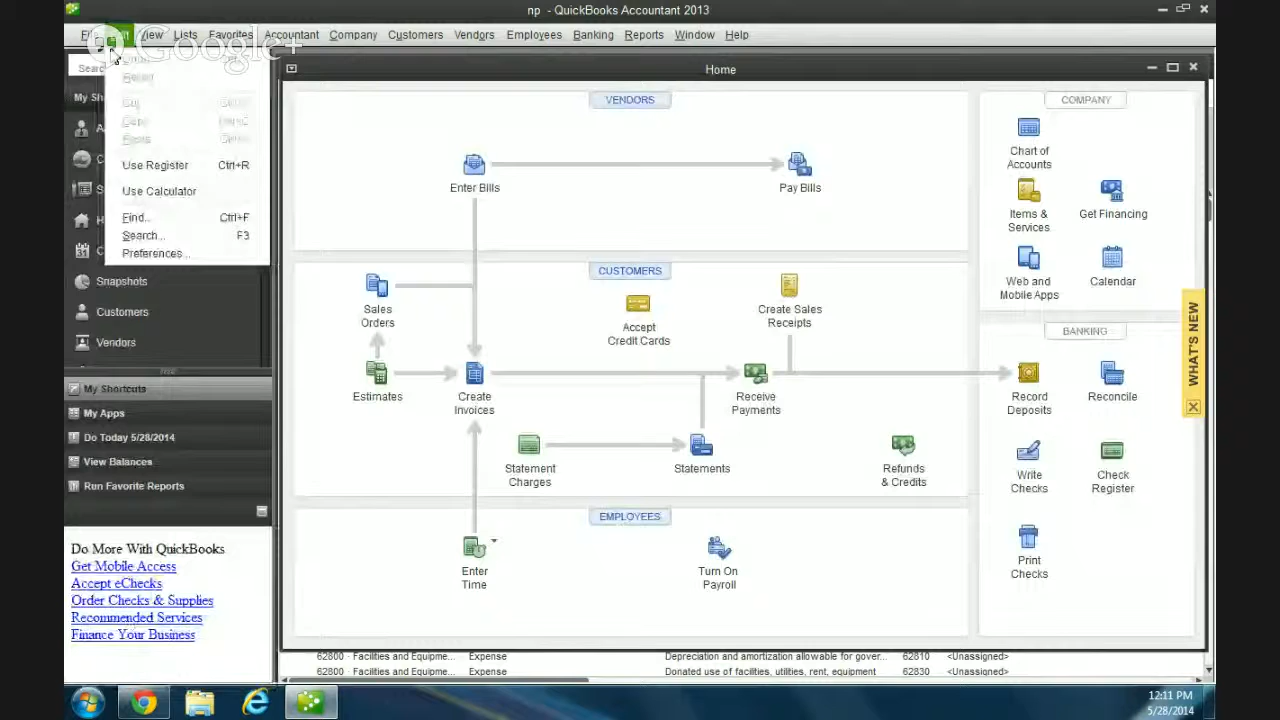 np - QuickBooks Accountant 2013
View Lists Favorites Accountant Company Customers Vendors Employees Banking Reports Window Help
Google+
Use Register Ctrl+R
Use Calculator
Find... Ctrl+F
Search... F3
Preferences...
Snapshots
Customers
Vendors
My Shortcuts
My Apps
Do Today 5/28/2014
View Balances
Run Favorite Reports
Do More With QuickBooks
Get Mobile Access
Accept eChecks
Order Checks & Supplies
Recommended Services
Finance Your Business
Home
VENDORS
Enter Bills
Pay Bills
CUSTOMERS
Sales
Orders
Accept
Credit Cards
Create Sales
Receipts
Estimates
Create
Invoices
Receive
Payments
Statement
Charges
Statements
Refunds
& Credits
EMPLOYEES
Enter
Time
Turn On
Payroll
COMPANY
Chart of
Accounts
Items &
Services
Get Financing
Web and
Mobile Apps
Calendar
BANKING
Record
Deposits
Reconcile
Write
Checks
Check
Register
Print
Checks
WHAT'S NEW
62800 · Facilities and Equipme... Expense Depreciation and amortization allowable for gover... 62810 <Unassigned>
62800 · Facilities and Equipme... Expense Donated use of facilities, utilities, rent, equipment 62830 <Unassigned>
12:11 PM
5/28/2014